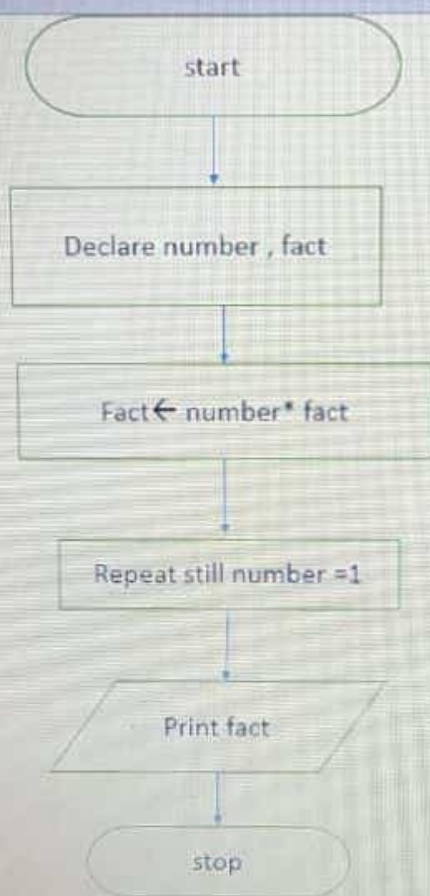 start
Declare number , fact
Fact← number* fact
Repeat still number =1
Print fact
stop